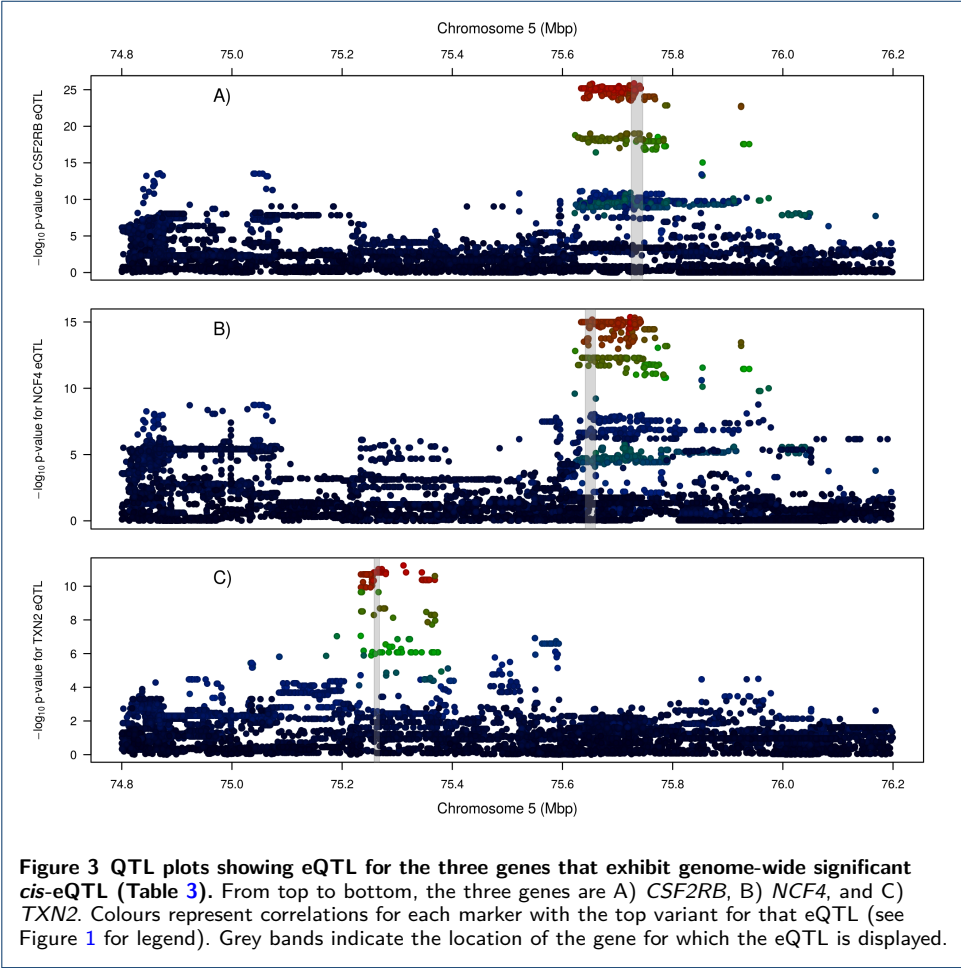 Chromosome 5 (Mbp)
74.8 75.0 75.2 75.4 75.6 75.8 76.0 76.2
A)
−log10 p-value for CSF2RB eQTL
25
20
15
10
5
0
B)
−log10 p-value for NCF4 eQTL
15
10
5
0
C)
−log10 p-value for TXN2 eQTL
10
8
6
4
2
0
74.8 75.0 75.2 75.4 75.6 75.8 76.0 76.2
Chromosome 5 (Mbp)
Figure 3 QTL plots showing eQTL for the three genes that exhibit genome-wide significant
cis-eQTL (Table 3). From top to bottom, the three genes are A) CSF2RB, B) NCF4, and C)
TXN2. Colours represent correlations for each marker with the top variant for that eQTL (see
Figure 1 for legend). Grey bands indicate the location of the gene for which the eQTL is displayed.